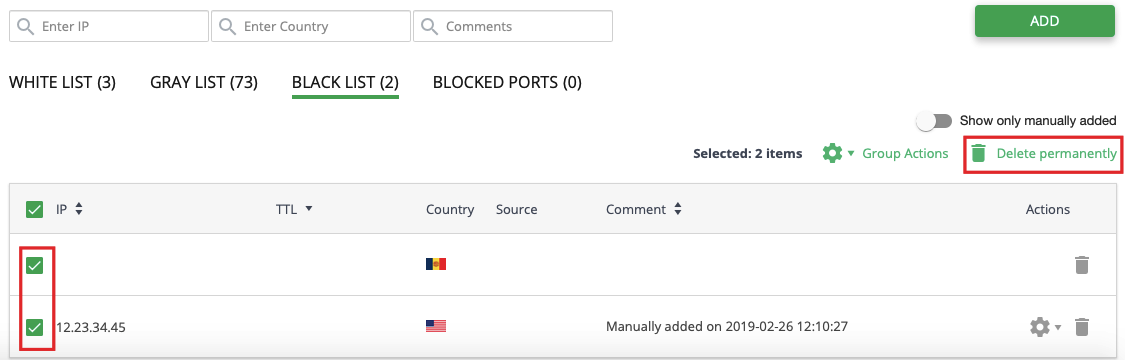 Enter IP Enter Country Comments ADD
WHITE LIST (3) GRAY LIST (73) BLACK LIST (2) BLOCKED PORTS (0)
Show only manually added
Selected: 2 items Group Actions Delete permanently
IP TTL Country Source Comment Actions
12.23.34.45 Manually added on 2019-02-26 12:10:27